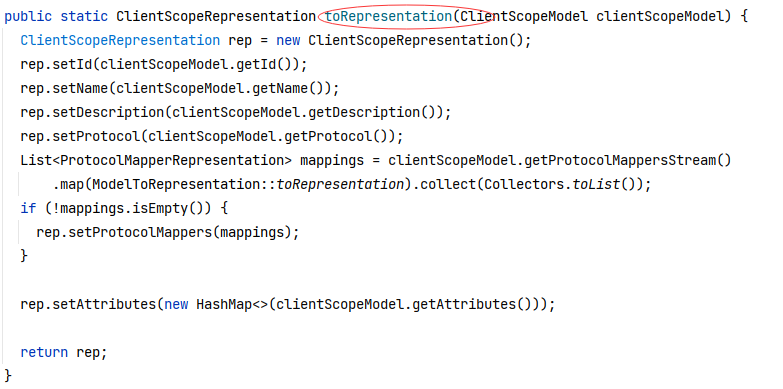 public static ClientScopeRepresentation toRepresentation(ClientScopeModel clientScopeModel) {
  ClientScopeRepresentation rep = new ClientScopeRepresentation();
  rep.setId(clientScopeModel.getId());
  rep.setName(clientScopeModel.getName());
  rep.setDescription(clientScopeModel.getDescription());
  rep.setProtocol(clientScopeModel.getProtocol());
  List<ProtocolMapperRepresentation> mappings = clientScopeModel.getProtocolMappersStream()
      .map(ModelToRepresentation::toRepresentation).collect(Collectors.toList());
  if (!mappings.isEmpty()) {
    rep.setProtocolMappers(mappings);
  }
  rep.setAttributes(new HashMap<>(clientScopeModel.getAttributes()));
  return rep;
}